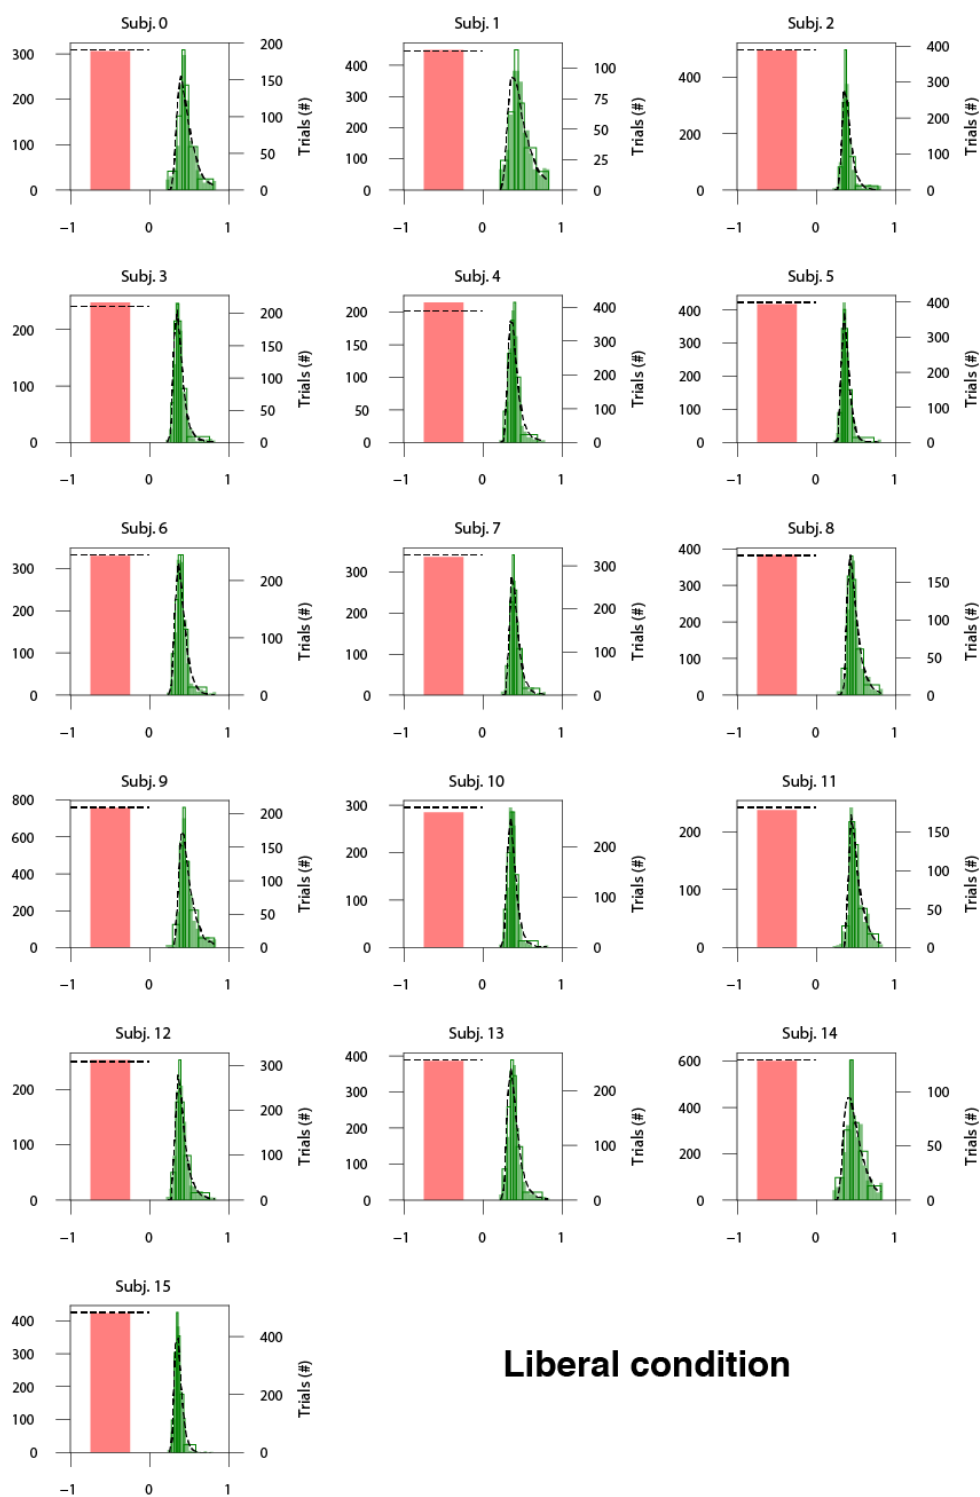 Subj. 0 Subj. 1 Subj. 2
300 200 400 100 400 400
200 150 300 75 300
100 100 200 50 200 200
50 100 25 100
0 0 0 0 0 0
Trials (#) Trials (#) Trials (#)
−1 0 1 −1 0 1 −1 0 1
Subj. 3 Subj. 4 Subj. 5
200 200 200 400 400 400
150 150 300 300
100 100 100 200 200 200
50 50 100 100 100
0 0 0 0 0 0
Trials (#) Trials (#) Trials (#)
−1 0 1 −1 0 1 −1 0 1
Subj. 6 Subj. 7 Subj. 8
300 200 300 300 400 150
200 200 200 300 100
100 100 100 100 200 50
100
0 0 0 0 0 0
Trials (#) Trials (#) Trials (#)
−1 0 1 −1 0 1 −1 0 1
Subj. 9 Subj. 10 Subj. 11
800 200 300 200 200 150
600 150 200 100
400 100 100 100 100 50
200 50
0 0 0 0 0 0
Trials (#) Trials (#) Trials (#)
−1 0 1 −1 0 1 −1 0 1
Subj. 12 Subj. 13 Subj. 14
200 300 400 200 600 100
200 300 400
100 100 200 100 200 50
100
0 0 0 0 0 0
Trials (#) Trials (#) Trials (#)
−1 0 1 −1 0 1 −1 0 1
Subj. 15
400 400
300
200 200
100
0 0
Trials (#)
−1 0 1
Liberal condition